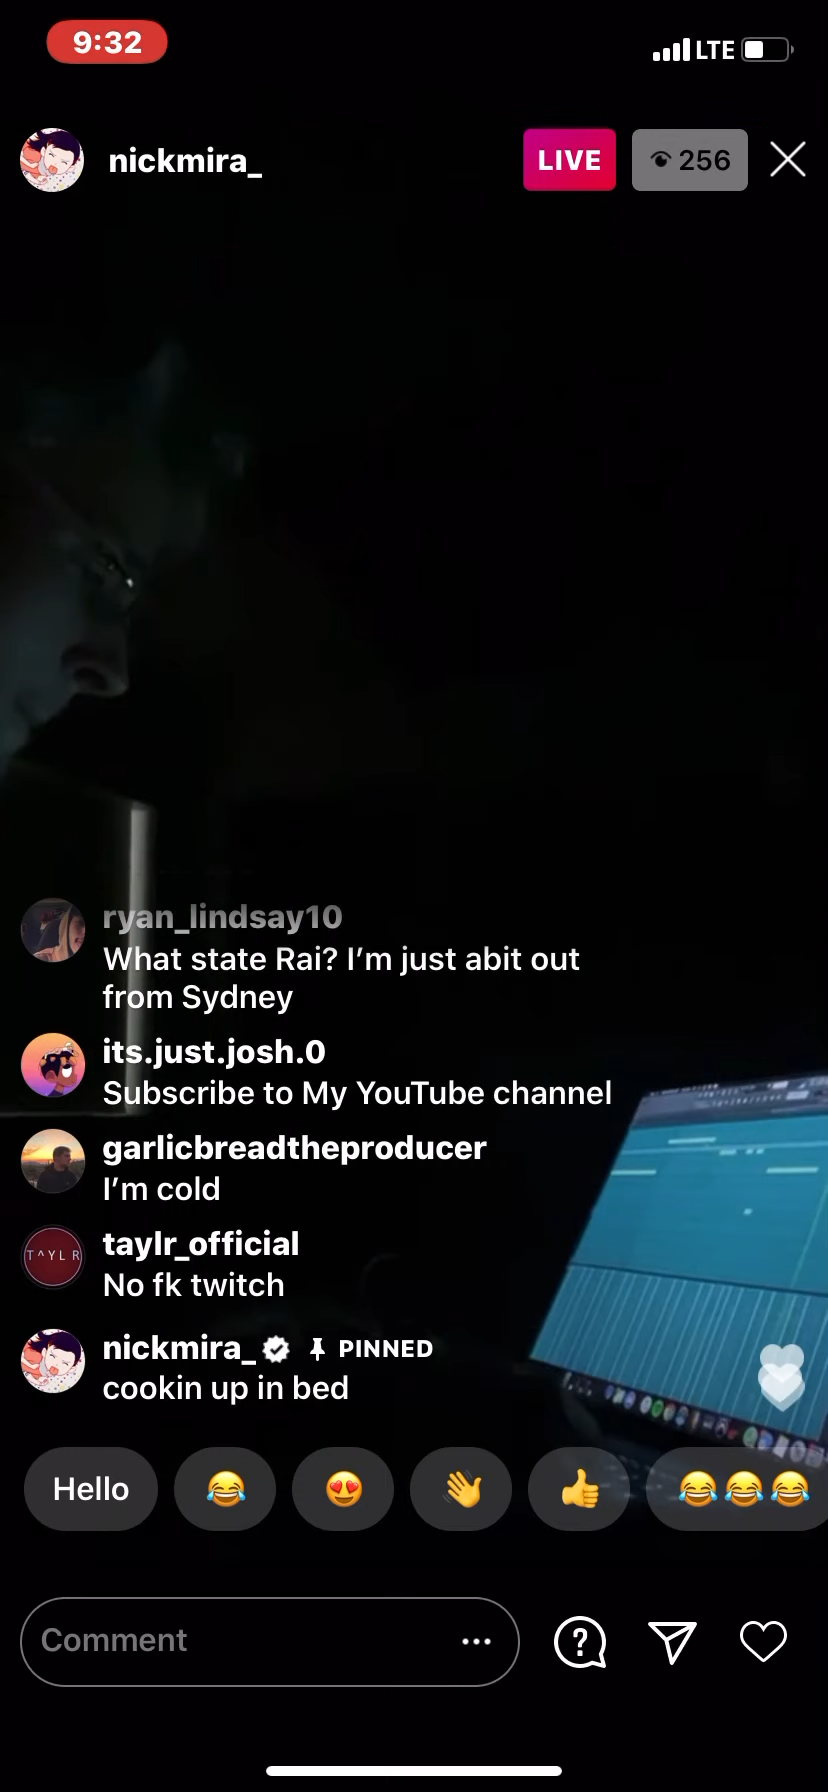 9:32
LTE
nickmira_
LIVE
256
ryan_lindsay10
What state Rai? I’m just abit out
from Sydney
its.just.josh.0
Subscribe to My YouTube channel
garlicbreadtheproducer
I’m cold
T^YLR
taylr_official
No fk twitch
nickmira_ PINNED
cookin up in bed
Hello
😂
😍
👋
👍
😂😂😂
Comment